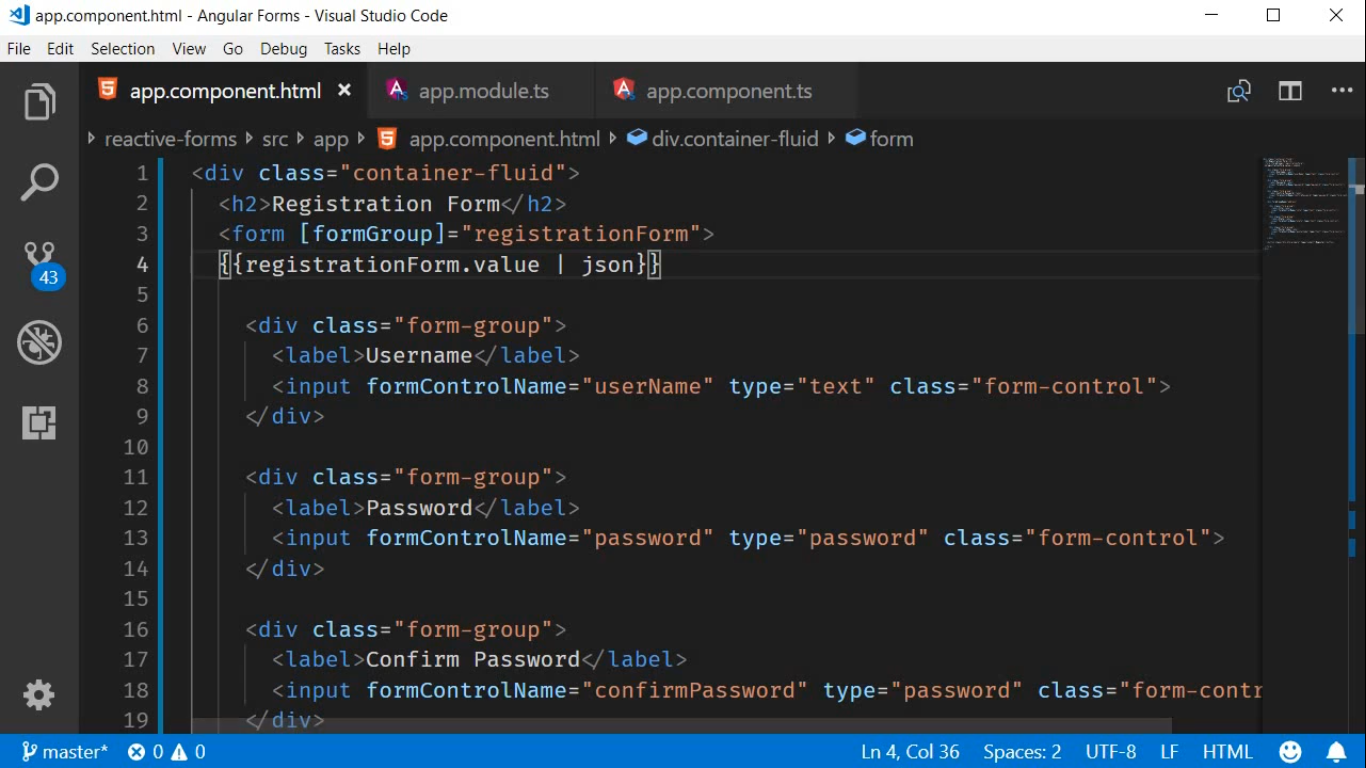 app.component.html - Angular Forms - Visual Studio Code
File Edit Selection View Go Debug Tasks Help
app.component.html × app.module.ts app.component.ts
reactive-forms src app app.component.html div.container-fluid form
1 <div class="container-fluid">
2 <h2>Registration Form</h2>
3 <form [formGroup]="registrationForm">
4 {{registrationForm.value | json}}
5
6 <div class="form-group">
7 <label>Username</label>
8 <input formControlName="userName" type="text" class="form-control">
9 </div>
10
11 <div class="form-group">
12 <label>Password</label>
13 <input formControlName="password" type="password" class="form-control">
14 </div>
15
16 <div class="form-group">
17 <label>Confirm Password</label>
18 <input formControlName="confirmPassword" type="password" class="form-contr
19 </div>
43
master* 0 0 Ln 4, Col 36 Spaces: 2 UTF-8 LF HTML